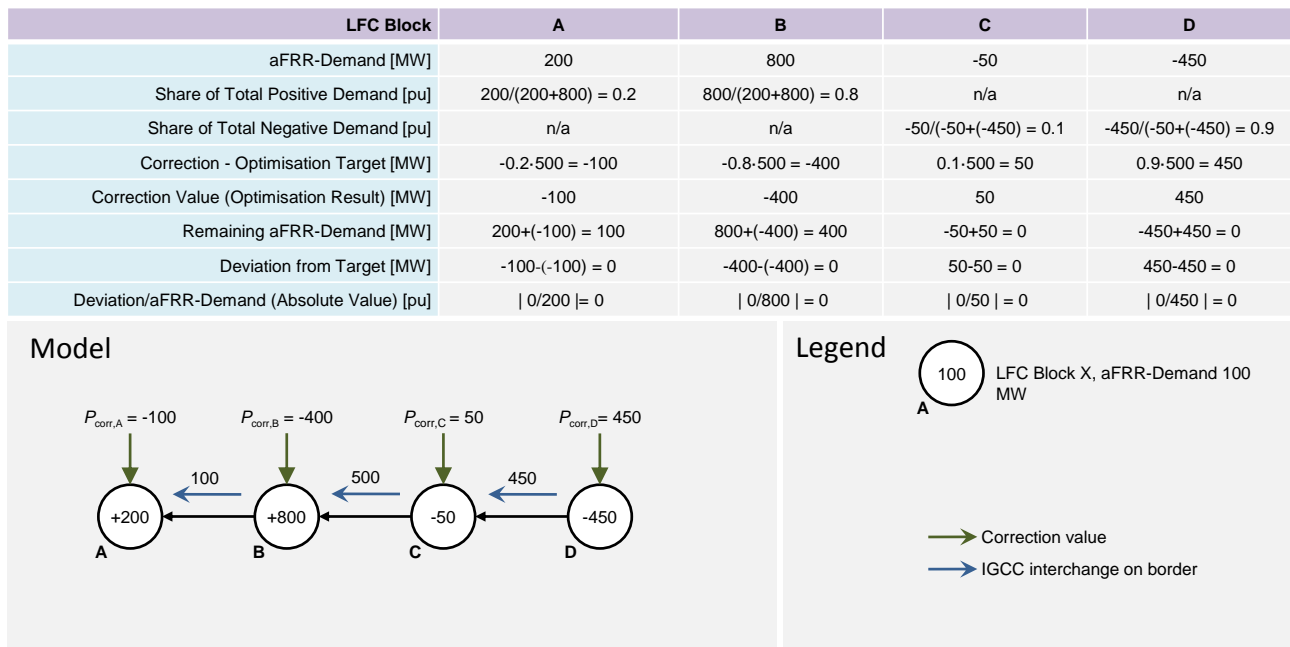 LFC Block A B C D
aFRR-Demand [MW] 200 800 -50 -450
Share of Total Positive Demand [pu] 200/(200+800) = 0.2 800/(200+800) = 0.8 n/a n/a
Share of Total Negative Demand [pu] n/a n/a -50/(-50+(-450) = 0.1 -450/(-50+(-450) = 0.9
Correction - Optimisation Target [MW] -0.2·500 = -100 -0.8·500 = -400 0.1·500 = 50 0.9·500 = 450
Correction Value (Optimisation Result) [MW] -100 -400 50 450
Remaining aFRR-Demand [MW] 200+(-100) = 100 800+(-400) = 400 -50+50 = 0 -450+450 = 0
Deviation from Target [MW] -100-(-100) = 0 -400-(-400) = 0 50-50 = 0 450-450 = 0
Deviation/aFRR-Demand (Absolute Value) [pu] | 0/200 |= 0 | 0/800 | = 0 | 0/50 | = 0 | 0/450 | = 0
Model
Pcorr,A = -100 Pcorr,B = -400 Pcorr,C = 50 Pcorr,D= 450
100 500 450
+200 +800 -50 -450
A B C D
Legend
100
A
LFC Block X, aFRR-Demand 100
MW
Correction value
IGCC interchange on border